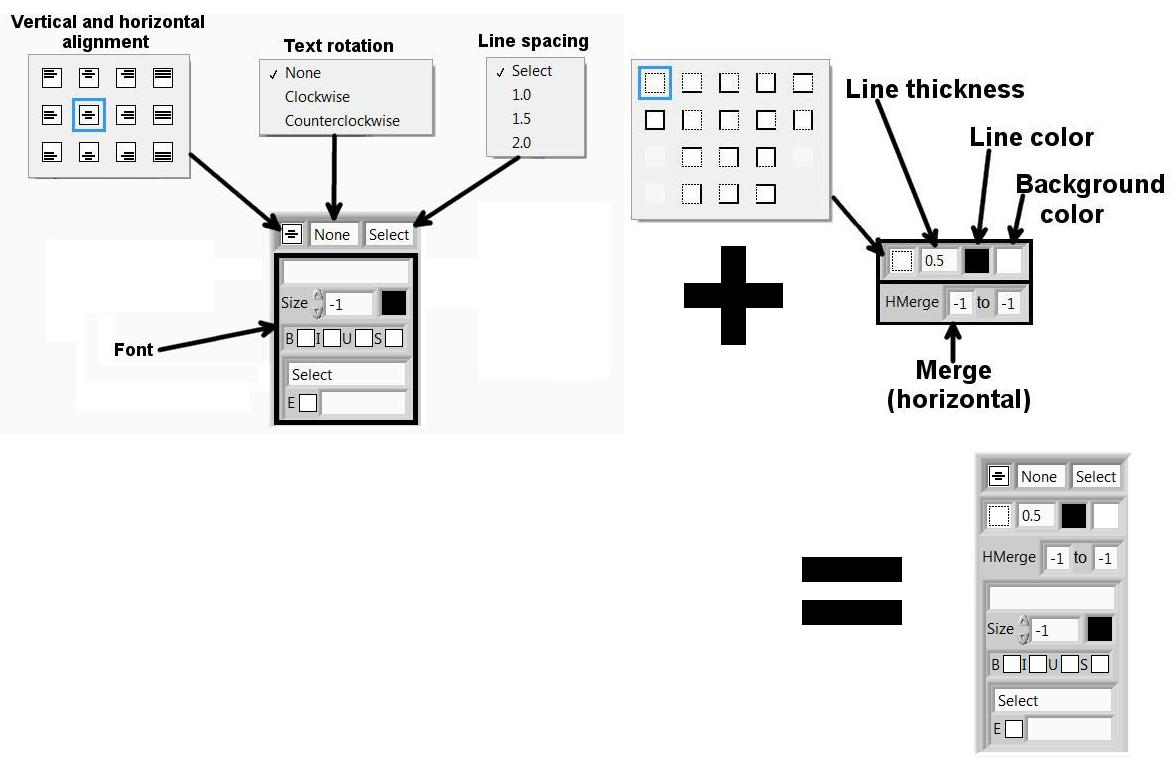 Vertical and horizontal
alignment
Text rotation
✓ None
Clockwise
Counterclockwise
Line spacing
✓ Select
1.0
1.5
2.0
None Select
Size -1
B I U S
Select
E
Font
Line thickness
Line color
Background
color
0.5
HMerge -1 to -1
Merge
(horizontal)
None Select
0.5
HMerge -1 to -1
Size -1
B I U S
Select
E